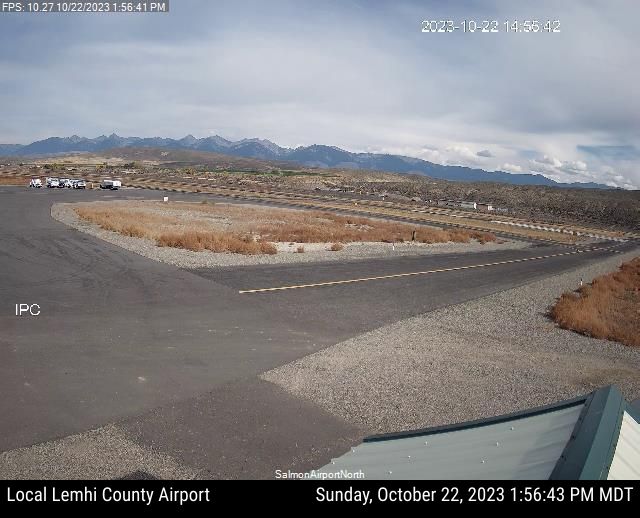 FPS: 10.27 10/22/2023 1:56:41 PM
2023-10-22 14:55:42
IPC
SalmonAirportNorth
Local Lemhi County Airport Sunday, October 22, 2023 1:56:43 PM MDT